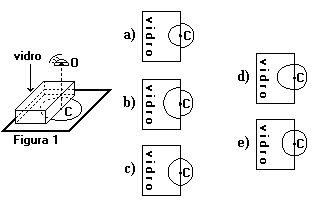 vidro
O
C
Figura 1
a) vidro C
b) vidro C
c) vidro C
d) vidro C
e) vidro C